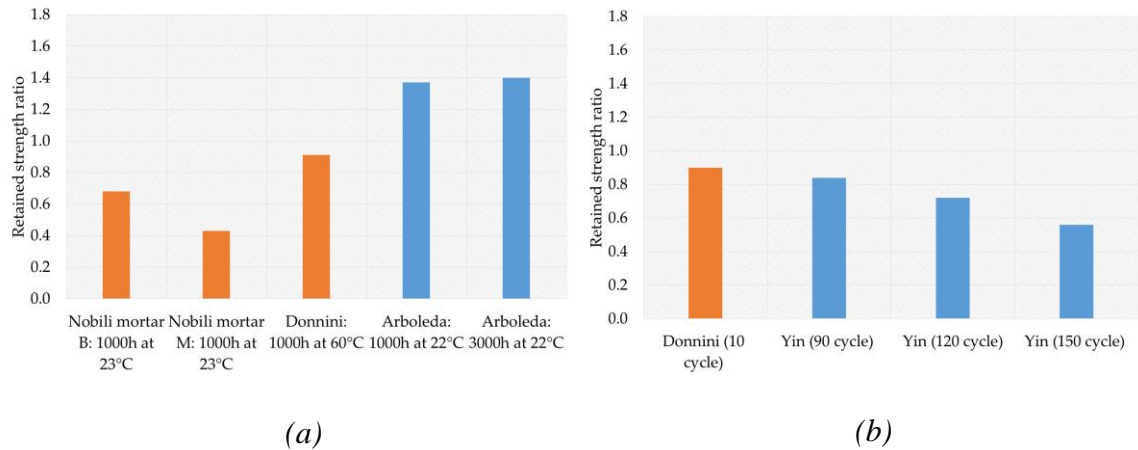 1.8
1.6
1.4
1.2
1.0
0.8
0.6
0.4
0.2
0.0
Retained strength ratio
Nobili mortar
B: 1000h at
23°C
Nobili mortar
M: 1000h at
23°C
Donnini:
1000h at 60°C
Arboleda:
1000h at 22°C
Arboleda:
3000h at 22°C
(a)
1.8
1.6
1.4
1.2
1.0
0.8
0.6
0.4
0.2
0.0
Retained strength ratio
Donnini (10
cycle)
Yin (90 cycle)
Yin (120 cycle)
Yin (150 cycle)
(b)